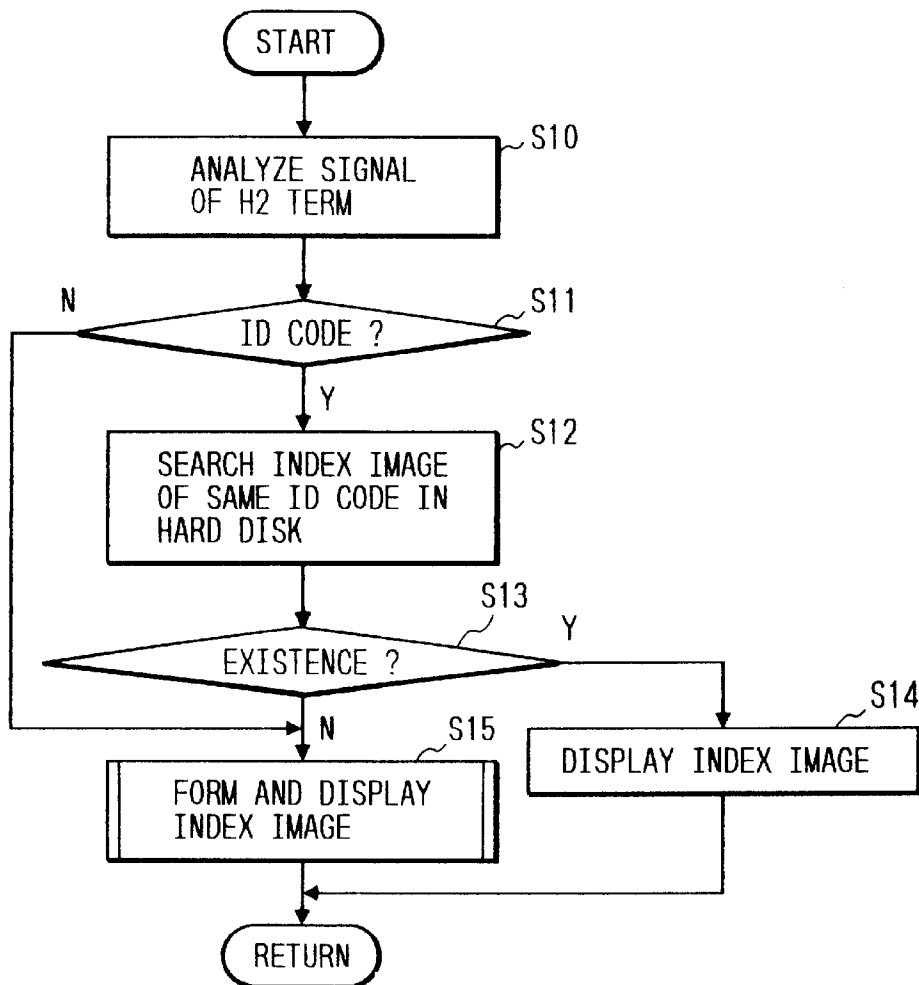 START
S10
ANALYZE SIGNAL
OF H2 TERM
N
S11
ID CODE ?
Y
S12
SEARCH INDEX IMAGE
OF SAME ID CODE IN
HARD DISK
S13
EXISTENCE ?
Y
N
S14
S15
DISPLAY INDEX IMAGE
FORM AND DISPLAY
INDEX IMAGE
RETURN